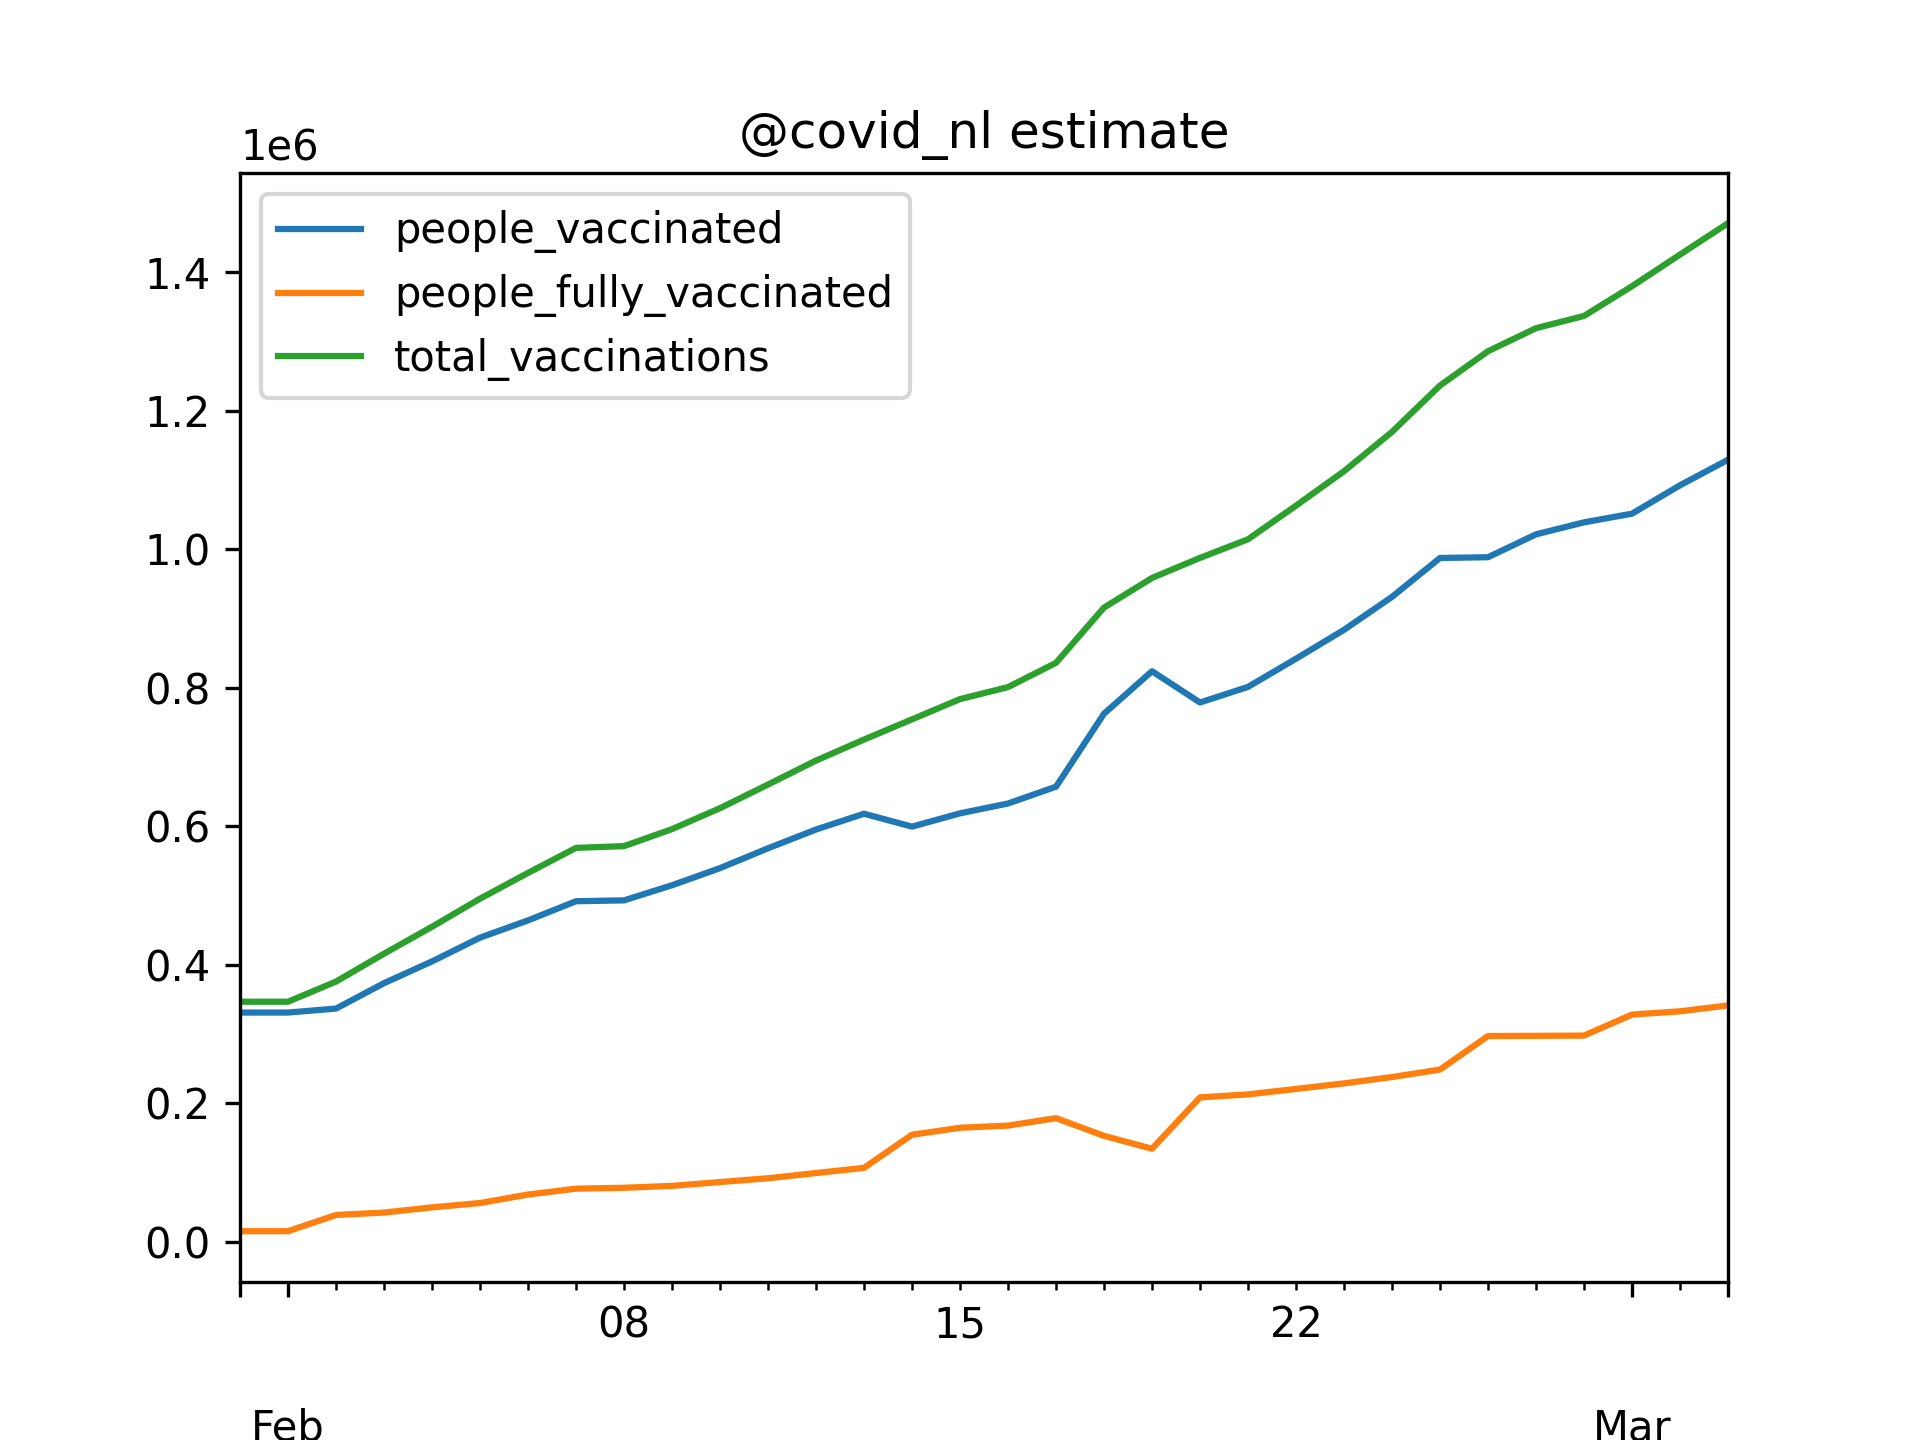 @covid_nl estimate
1e6
people_vaccinated
people_fully_vaccinated
total_vaccinations
1.4
1.2
1.0
0.8
0.6
0.4
0.2
0.0
08 15 22
Feb Mar